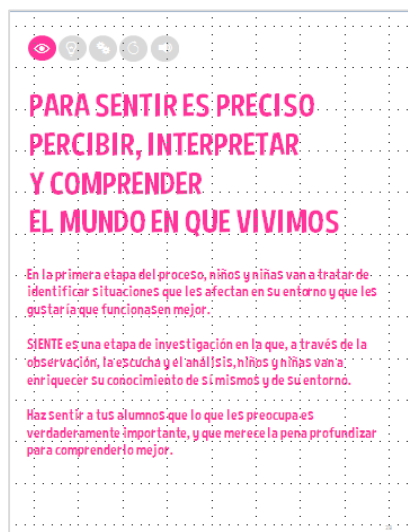 PARA SENTIR ES PRECISO
PERCIBIR, INTERPRETAR
Y COMPRENDER
EL MUNDO EN QUE VIVIMOS
En la primera etapa del proceso, niños y niñas van a tratar de
identificar situaciones que les afectan en su entorno y que les
gustaría que funcionasen mejor.
SIENTE es una etapa de investigación en la que, a través de la
observación, la escucha y el análisis, niños y niñas van a
enriquecer su conocimiento de sí mismos y de su entorno.
Haz sentir a tus alumnos que lo que les preocupa es
verdaderamente importante, y que merece la pena profundizar
para comprenderlo mejor.